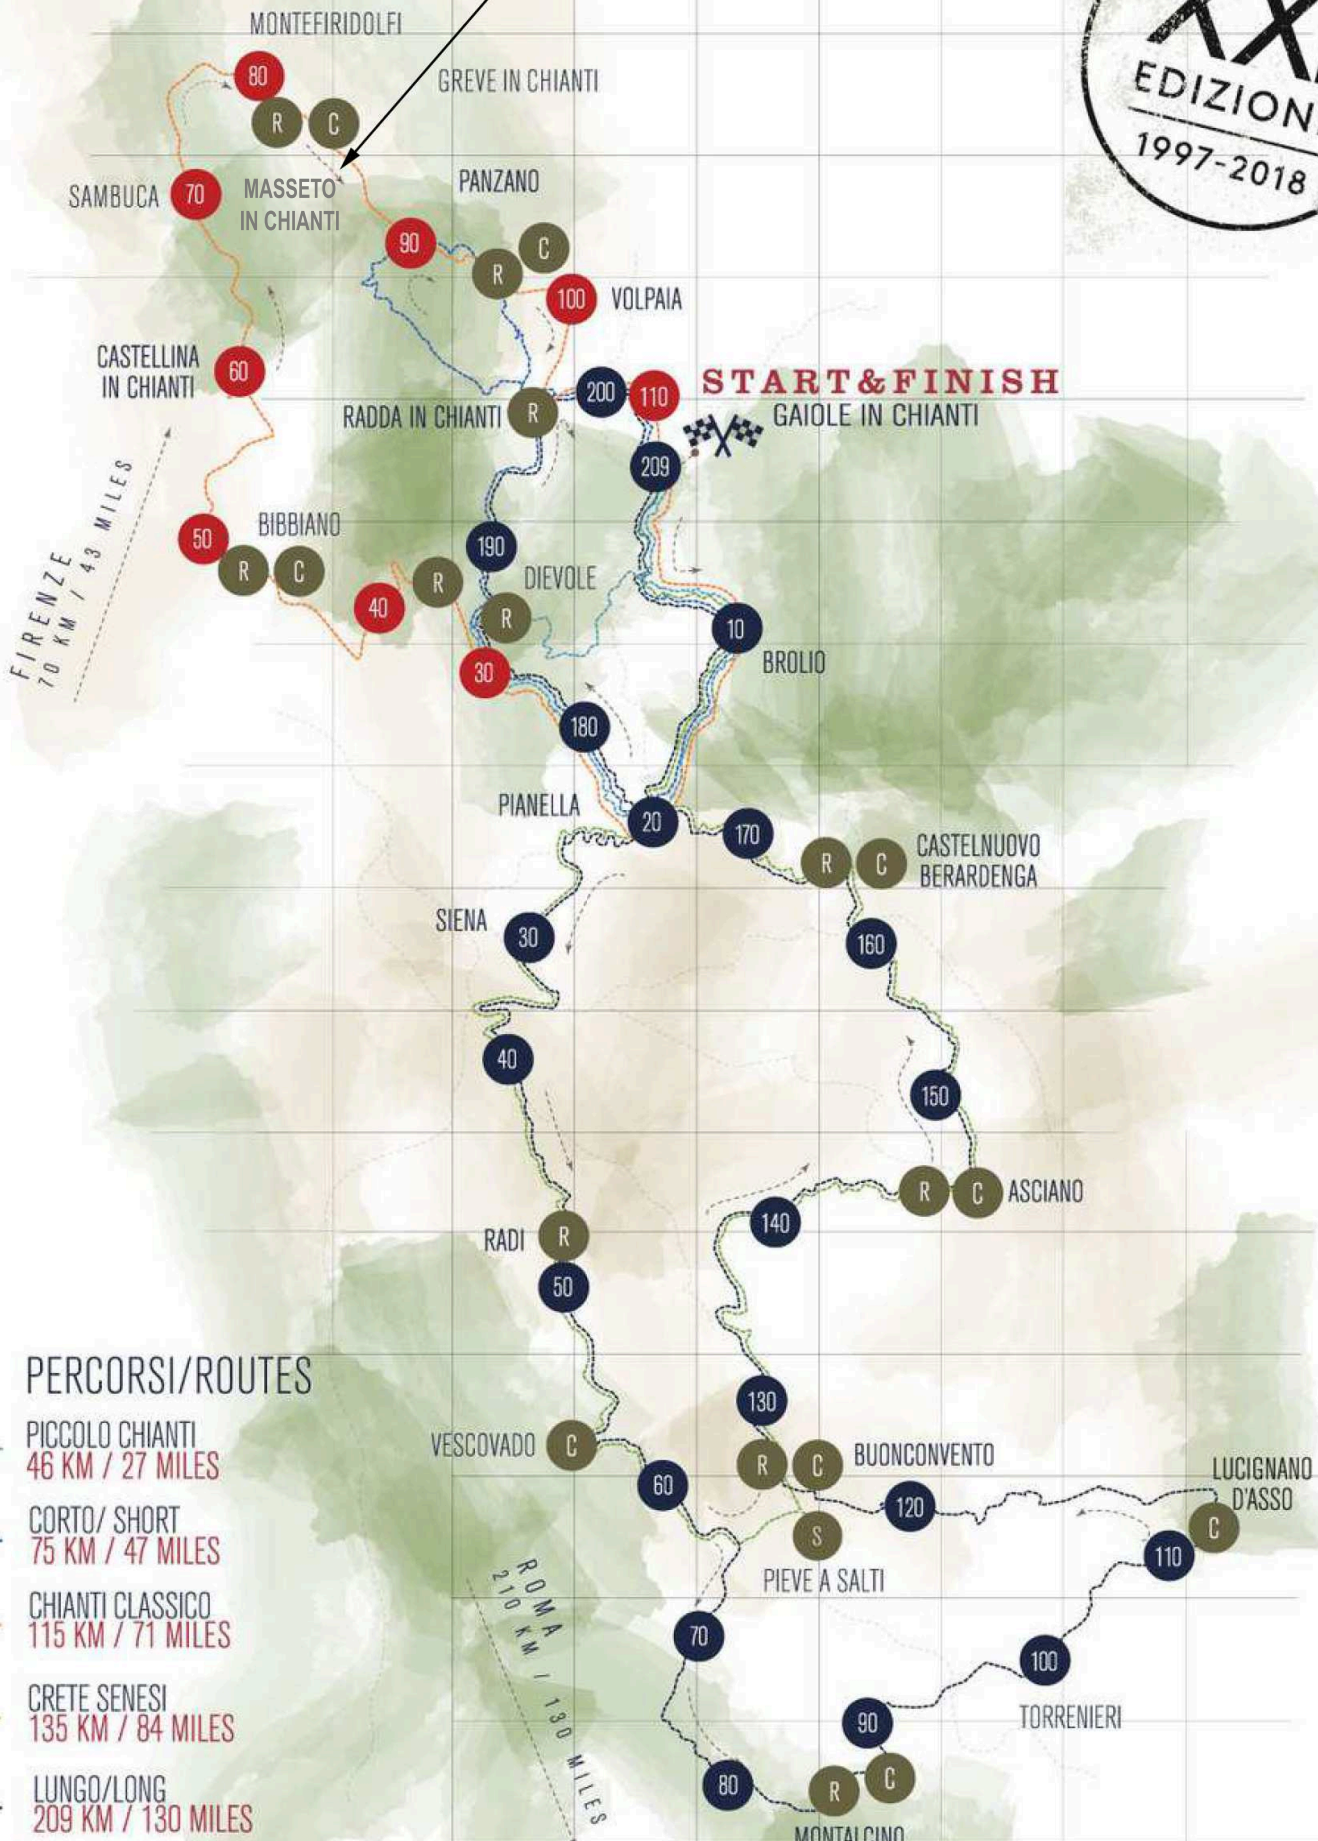 MONTEFIRIDOLFI
80
GREVE IN CHIANTI
R
C
EDIZION
1997-2018
SAMBUCA
70
MASSETO
IN CHIANTI
PANZANO
90
C
R
100
VOLPAIA
CASTELLINA
IN CHIANTI
60
200
110
START&FINISH
GAIOLE IN CHIANTI
RADDA IN CHIANTI
R
209
FIRENZE
70 KM / 43 MILES
50
BIBBIANO
R
C
190
R
DIEVOLE
40
R
10
BROLIO
30
180
PIANELLA
20
170
R
C
CASTELNUOVO
BERARDENGA
SIENA
30
160
40
150
R
C
ASCIANO
140
RADI
R
50
PERCORSI/ROUTES
PICCOLO CHIANTI
46 KM / 27 MILES
CORTO/ SHORT
75 KM / 47 MILES
CHIANTI CLASSICO
115 KM / 71 MILES
CRETE SENESI
135 KM / 84 MILES
LUNGO/LONG
209 KM / 130 MILES
130
VESCOVADO
C
R
C
BUONCONVENTO
60
120
LUCIGNANO
D'ASSO
C
S
PIEVE A SALTI
110
ROMA
210 KM / 130 MILES
70
100
TORRENIERI
90
80
R
C
MONTALCINO